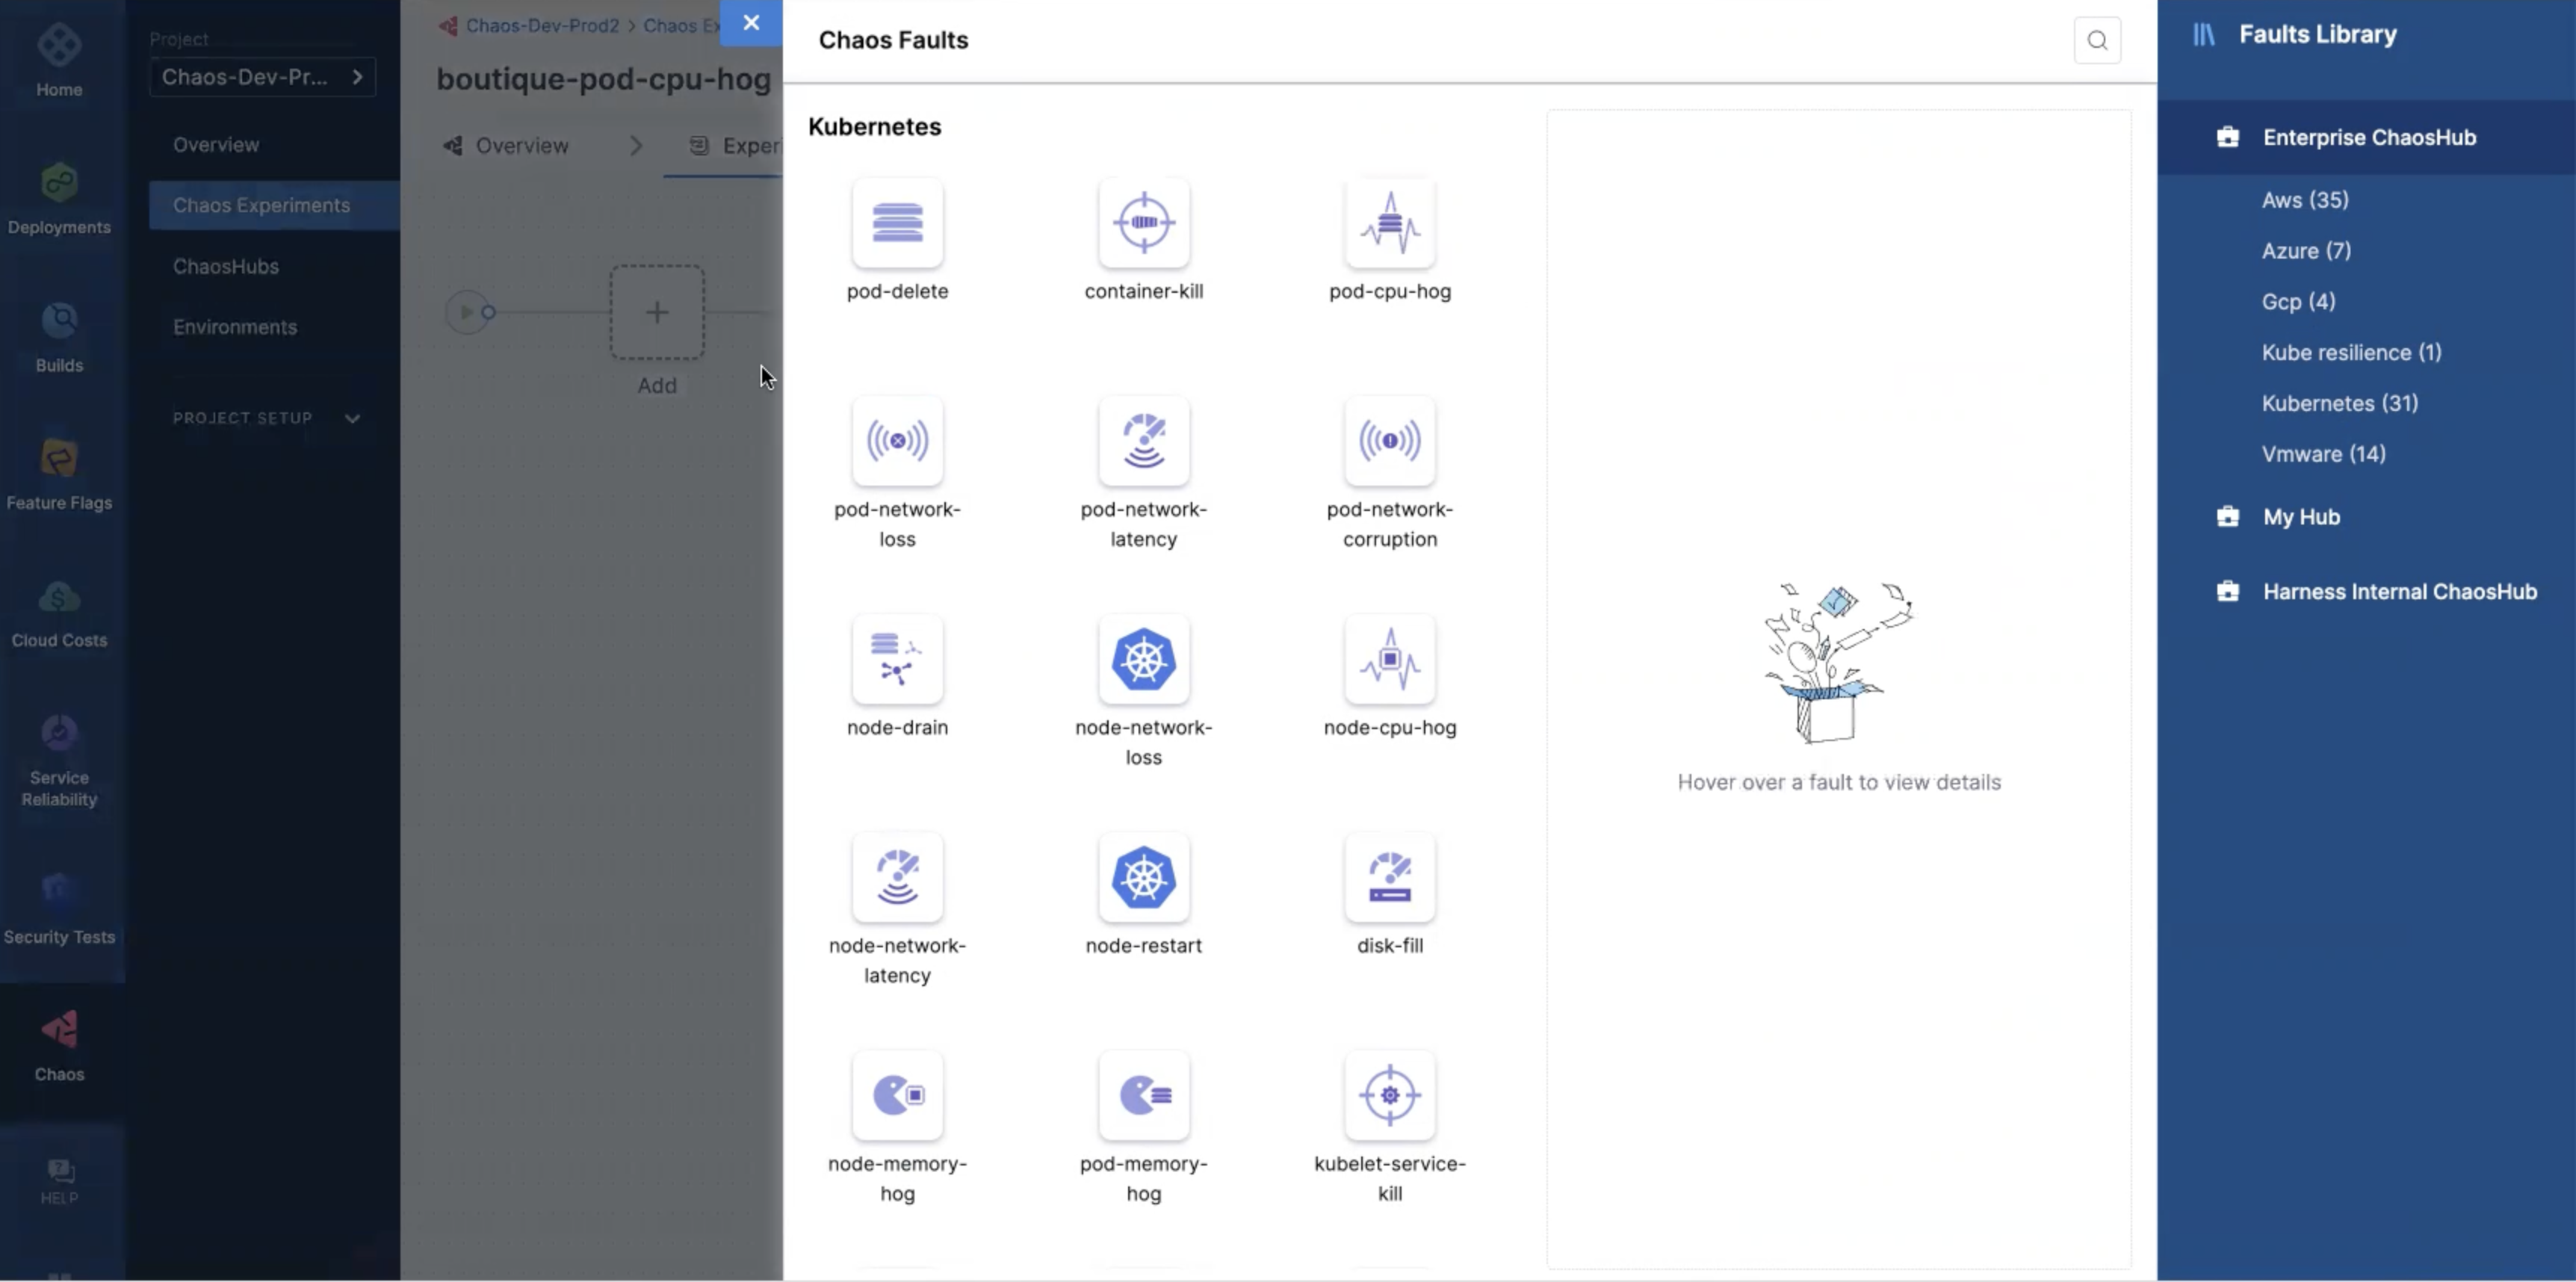 Home
Deployments
Builds
Feature Flags
Cloud Costs
Service
Reliability
Security Tests
Chaos
HELP
Project
Chaos-Dev-Pr...
Overview
Chaos Experiments
ChaosHubs
Environments
PROJECT SETUP
Chaos-Dev-Prod2 > Chaos Ex
boutique-pod-cpu-hog
Overview
Experi
Add
Chaos Faults
Kubernetes
pod-delete
container-kill
pod-cpu-hog
pod-network-
loss
pod-network-
latency
pod-network-
corruption
node-drain
node-network-
loss
node-cpu-hog
node-network-
latency
node-restart
disk-fill
node-memory-
hog
pod-memory-
hog
kubelet-service-
kill
Hover over a fault to view details
Faults Library
Enterprise ChaosHub
Aws (35)
Azure (7)
Gcp (4)
Kube resilience (1)
Kubernetes (31)
Vmware (14)
My Hub
Harness Internal ChaosHub